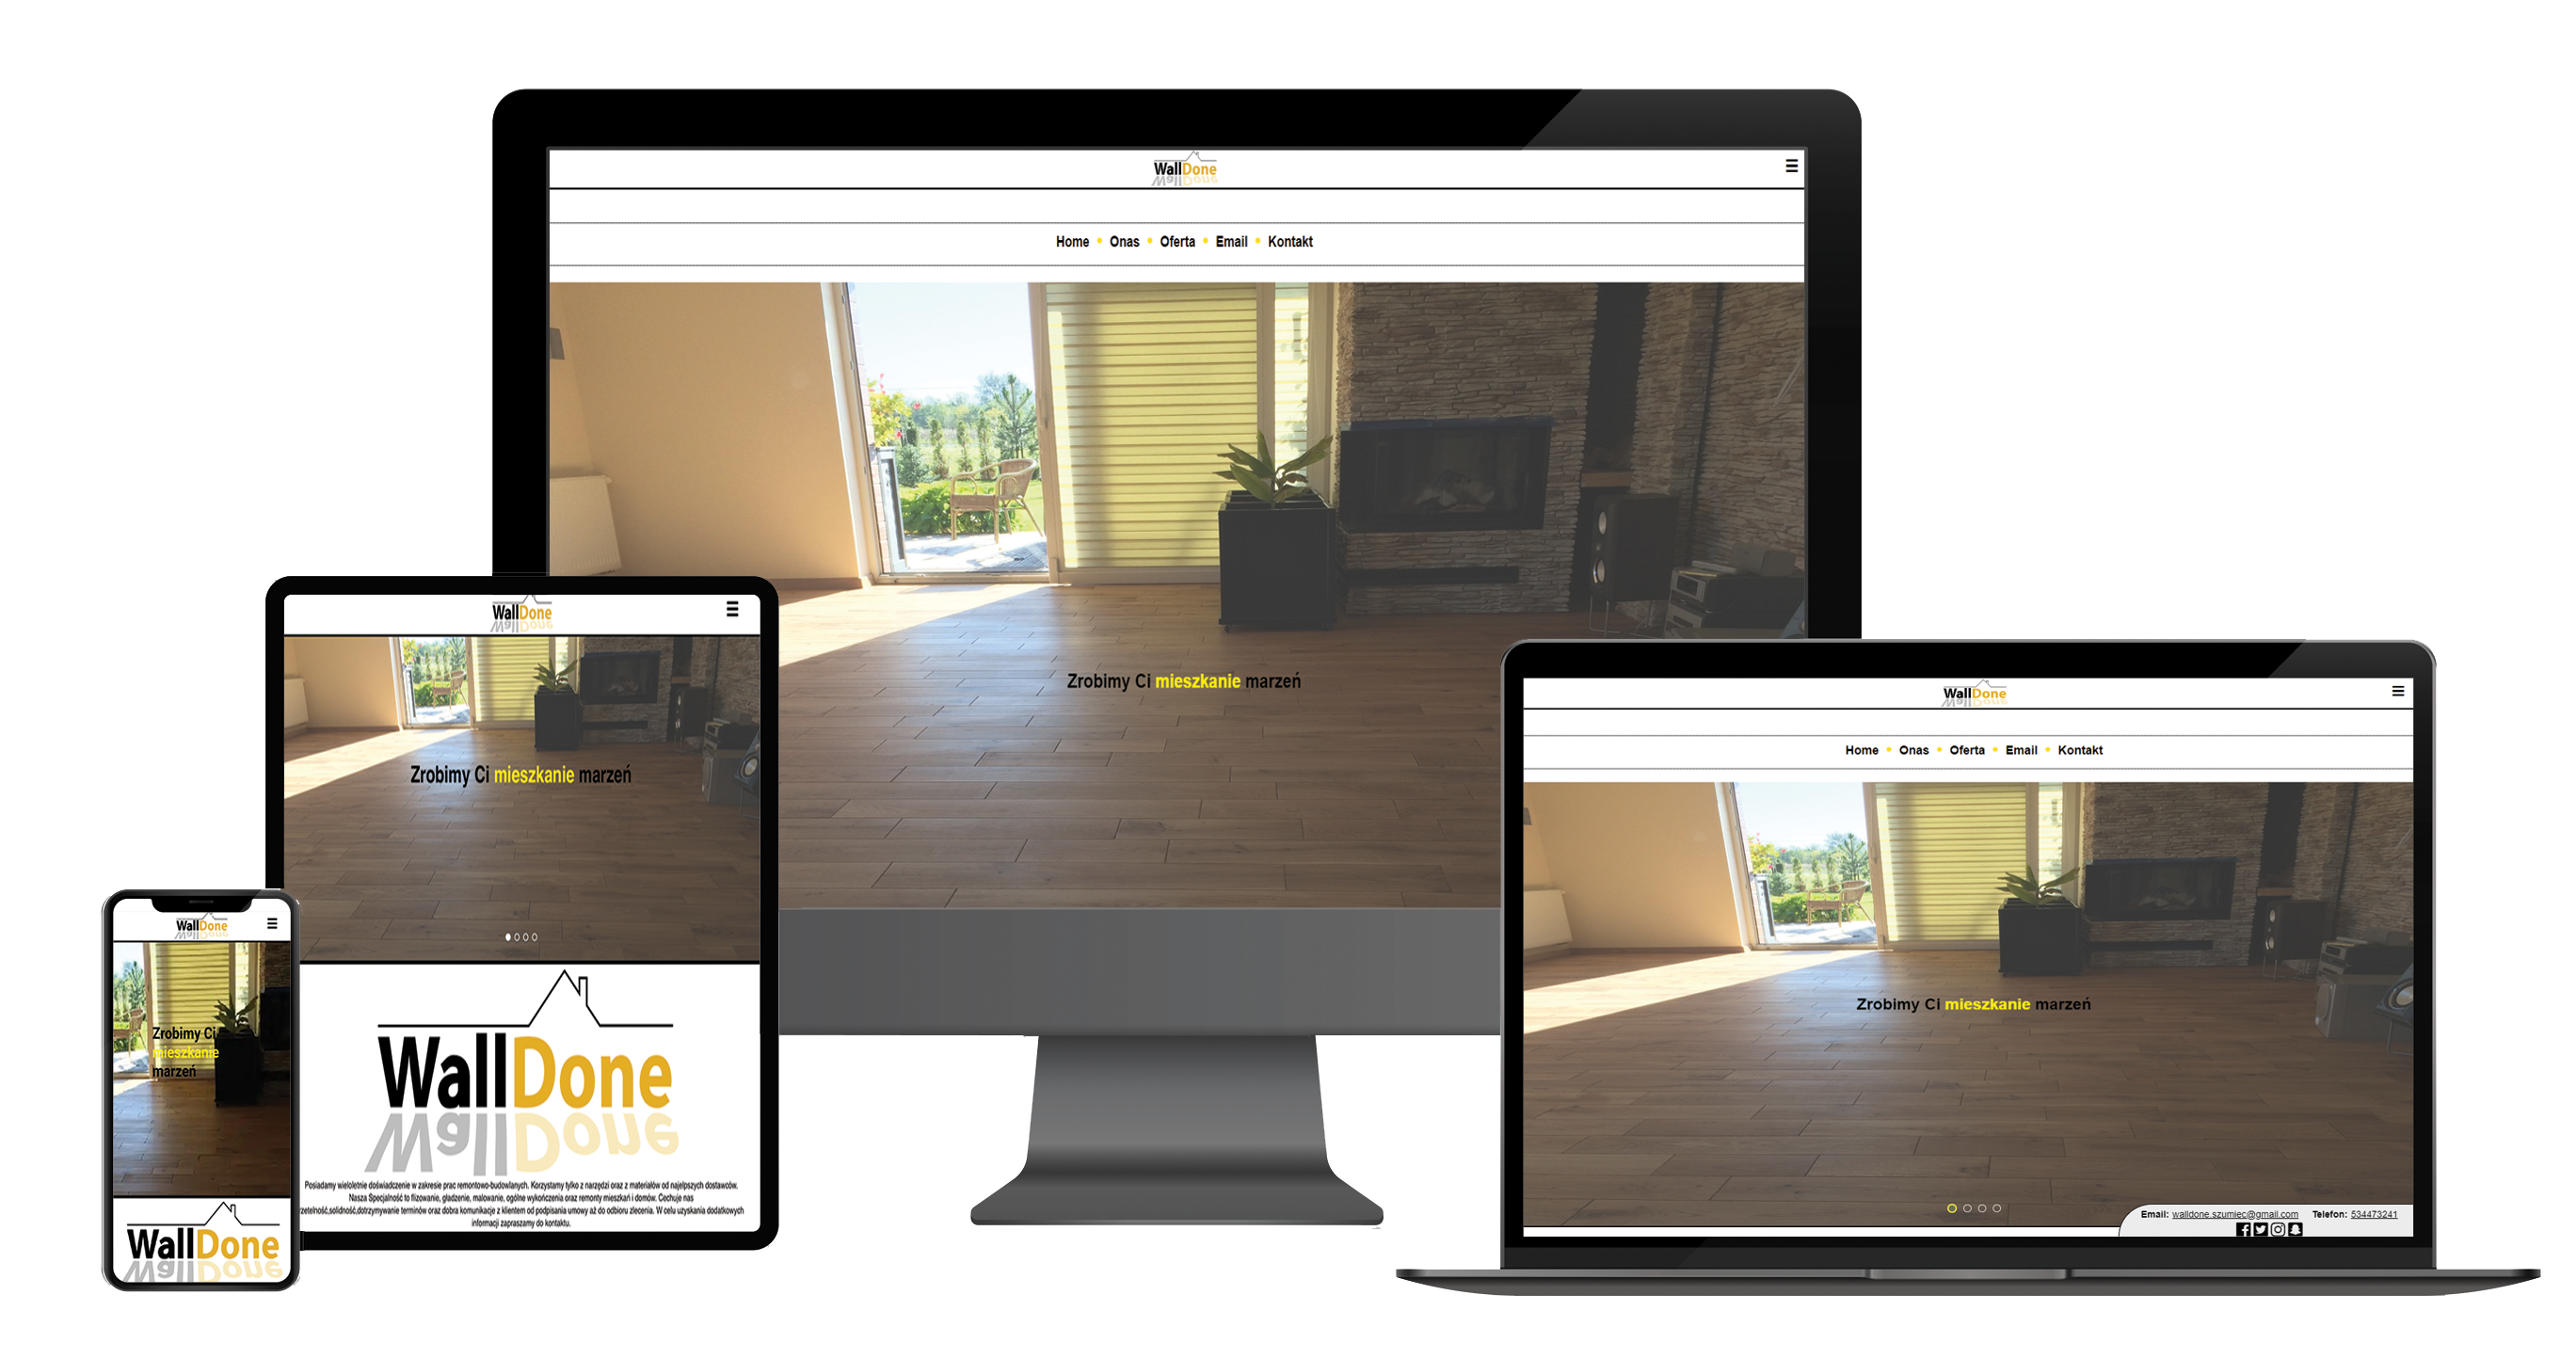 WallDone
Home • Onas • Oferta • Email • Kontakt
Zrobimy Ci mieszkanie marzeń
WallDone
Zrobimy Ci mieszkanie marzeń
WallDone
Posiadamy wieloletnie doświadczenie w zakresie prac remontowo-budowlanych. Korzystamy tylko z narzędzi oraz z materiałów od najlepszych dostawców.
Nasza Specjalność to flizowanie, gładzenie, malowanie, ogólne wykończenia oraz remonty mieszkań i domów. Cechuje nas
rzetelność,solidność,dotrzymywanie terminów oraz dobra komunikacje z klientem od podpisania umowy aż do odbioru zlecenia. W celu uzyskania dodatkowych
informacji zapraszamy do kontaktu.
WallDone
Zrobimy Ci
mieszkanie
marzeń
WallDone
WallDone
Home • Onas • Oferta • Email • Kontakt
Zrobimy Ci mieszkanie marzeń
Email: walldone.szumiec@gmail.com Telefon: 534473241